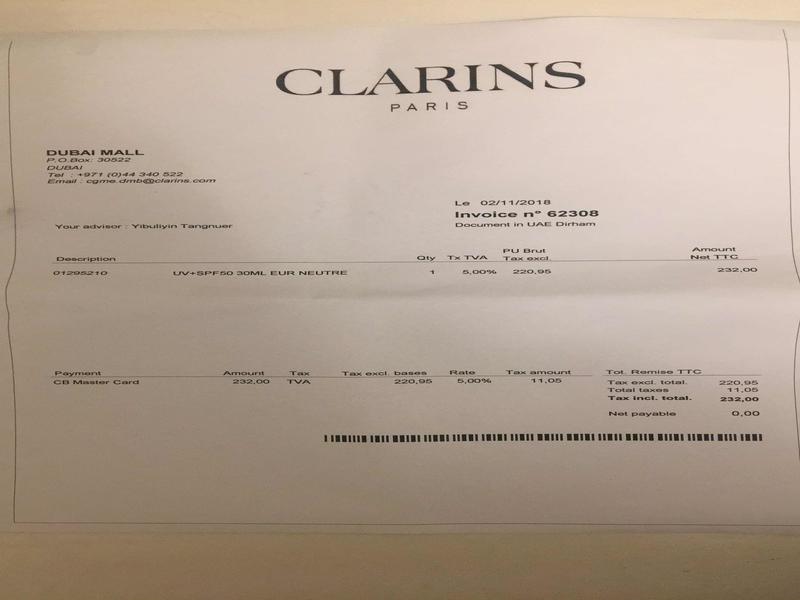 CLARINS
PARIS
DUBAI MALL
P.O.Box: 30522
DUBAI
Tel : +971 (0)44 340 522
Email : cgme.dmb@clarins.com
Le 02/11/2018
Invoice n° 62308
Your advisor : Yibuliyin Tangnuer
Document in UAE Dirham
Description Qty Tx TVA PU Brut Tax excl. Amount Net TTC
01295210 UV+SPF50 30ML EUR NEUTRE 1 5,00% 220,95 232,00
Payment Amount Tax Tax excl. bases Rate Tax amount Tot. Remise TTC
CB Master Card 232,00 TVA 220,95 5,00% 11,05 Tax excl. total. 220,95
Total taxes 11,05
Tax incl. total. 232,00
Net payable 0,00